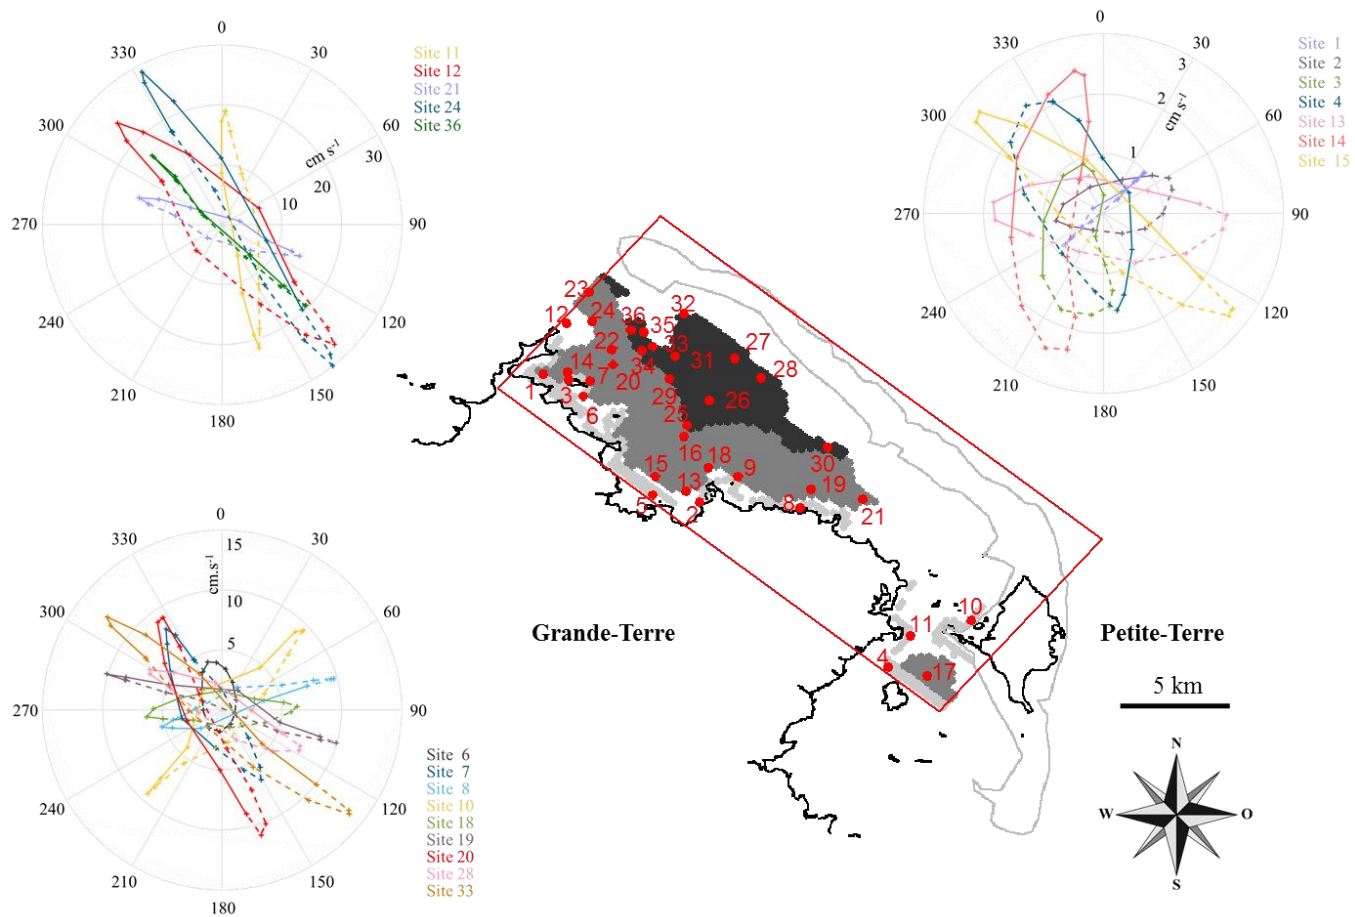 0
30
60
90
120
150
180
210
240
270
300
330
cm s-1
30
20
10
Site 11
Site 12
Site 21
Site 24
Site 36
0
30
60
90
120
150
180
210
240
270
300
330
3
2
1
cm s-1
Site 1
Site 2
Site 3
Site 4
Site 13
Site 14
Site 15
23
12
24
36
35
32
22
34
33
31
27
28
14
7
20
1
3
6
29
26
25
16
18
9
30
15
13
19
5
2
8
21
10
11
4
17
Grande-Terre
Petite-Terre
5 km
N
W
O
S
0
30
60
90
120
150
180
210
240
270
300
330
15
10
5
cm.s-1
Site 6
Site 7
Site 8
Site 10
Site 18
Site 19
Site 20
Site 28
Site 33